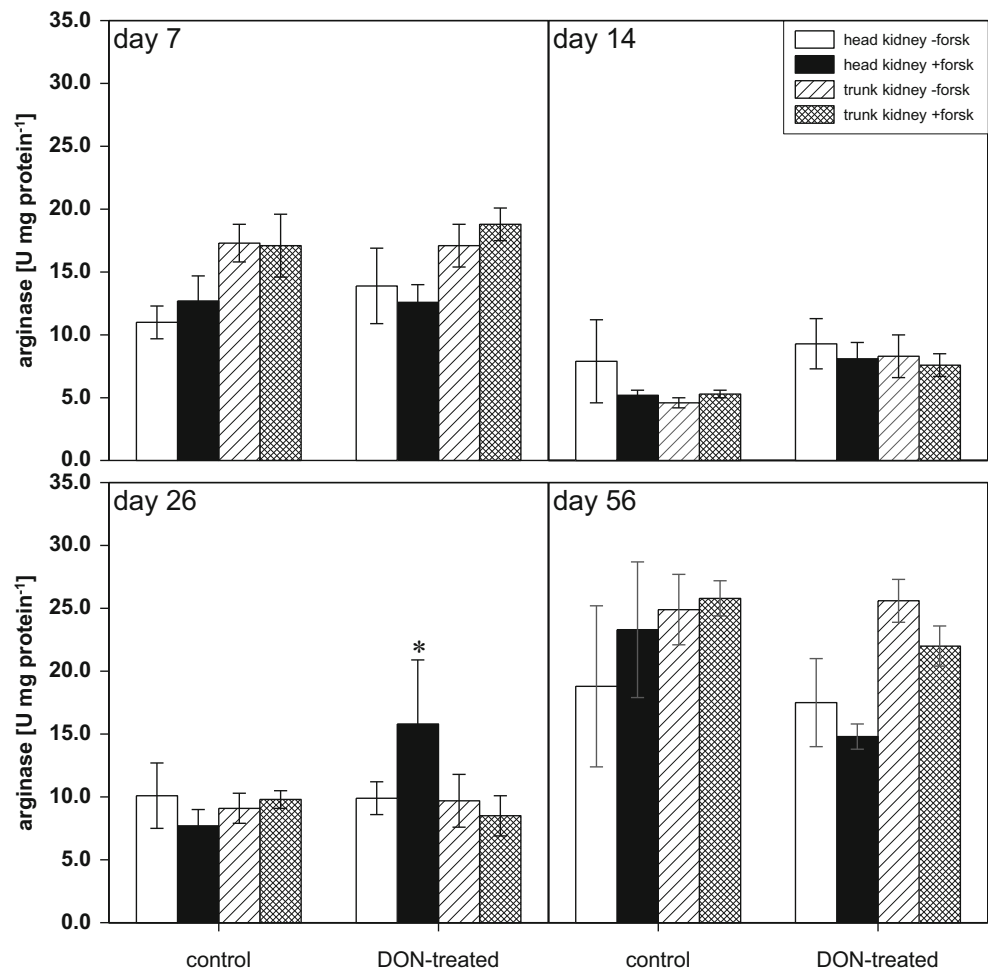 35.0
30.0
25.0
20.0
15.0
10.0
5.0
0.0
arginase [U mg protein⁻¹]
day 7
day 14
head kidney -forsk
head kidney +forsk
trunk kidney -forsk
trunk kidney +forsk
35.0
30.0
25.0
20.0
15.0
10.0
5.0
0.0
arginase [U mg protein⁻¹]
day 26
day 56
*
control
DON-treated
control
DON-treated